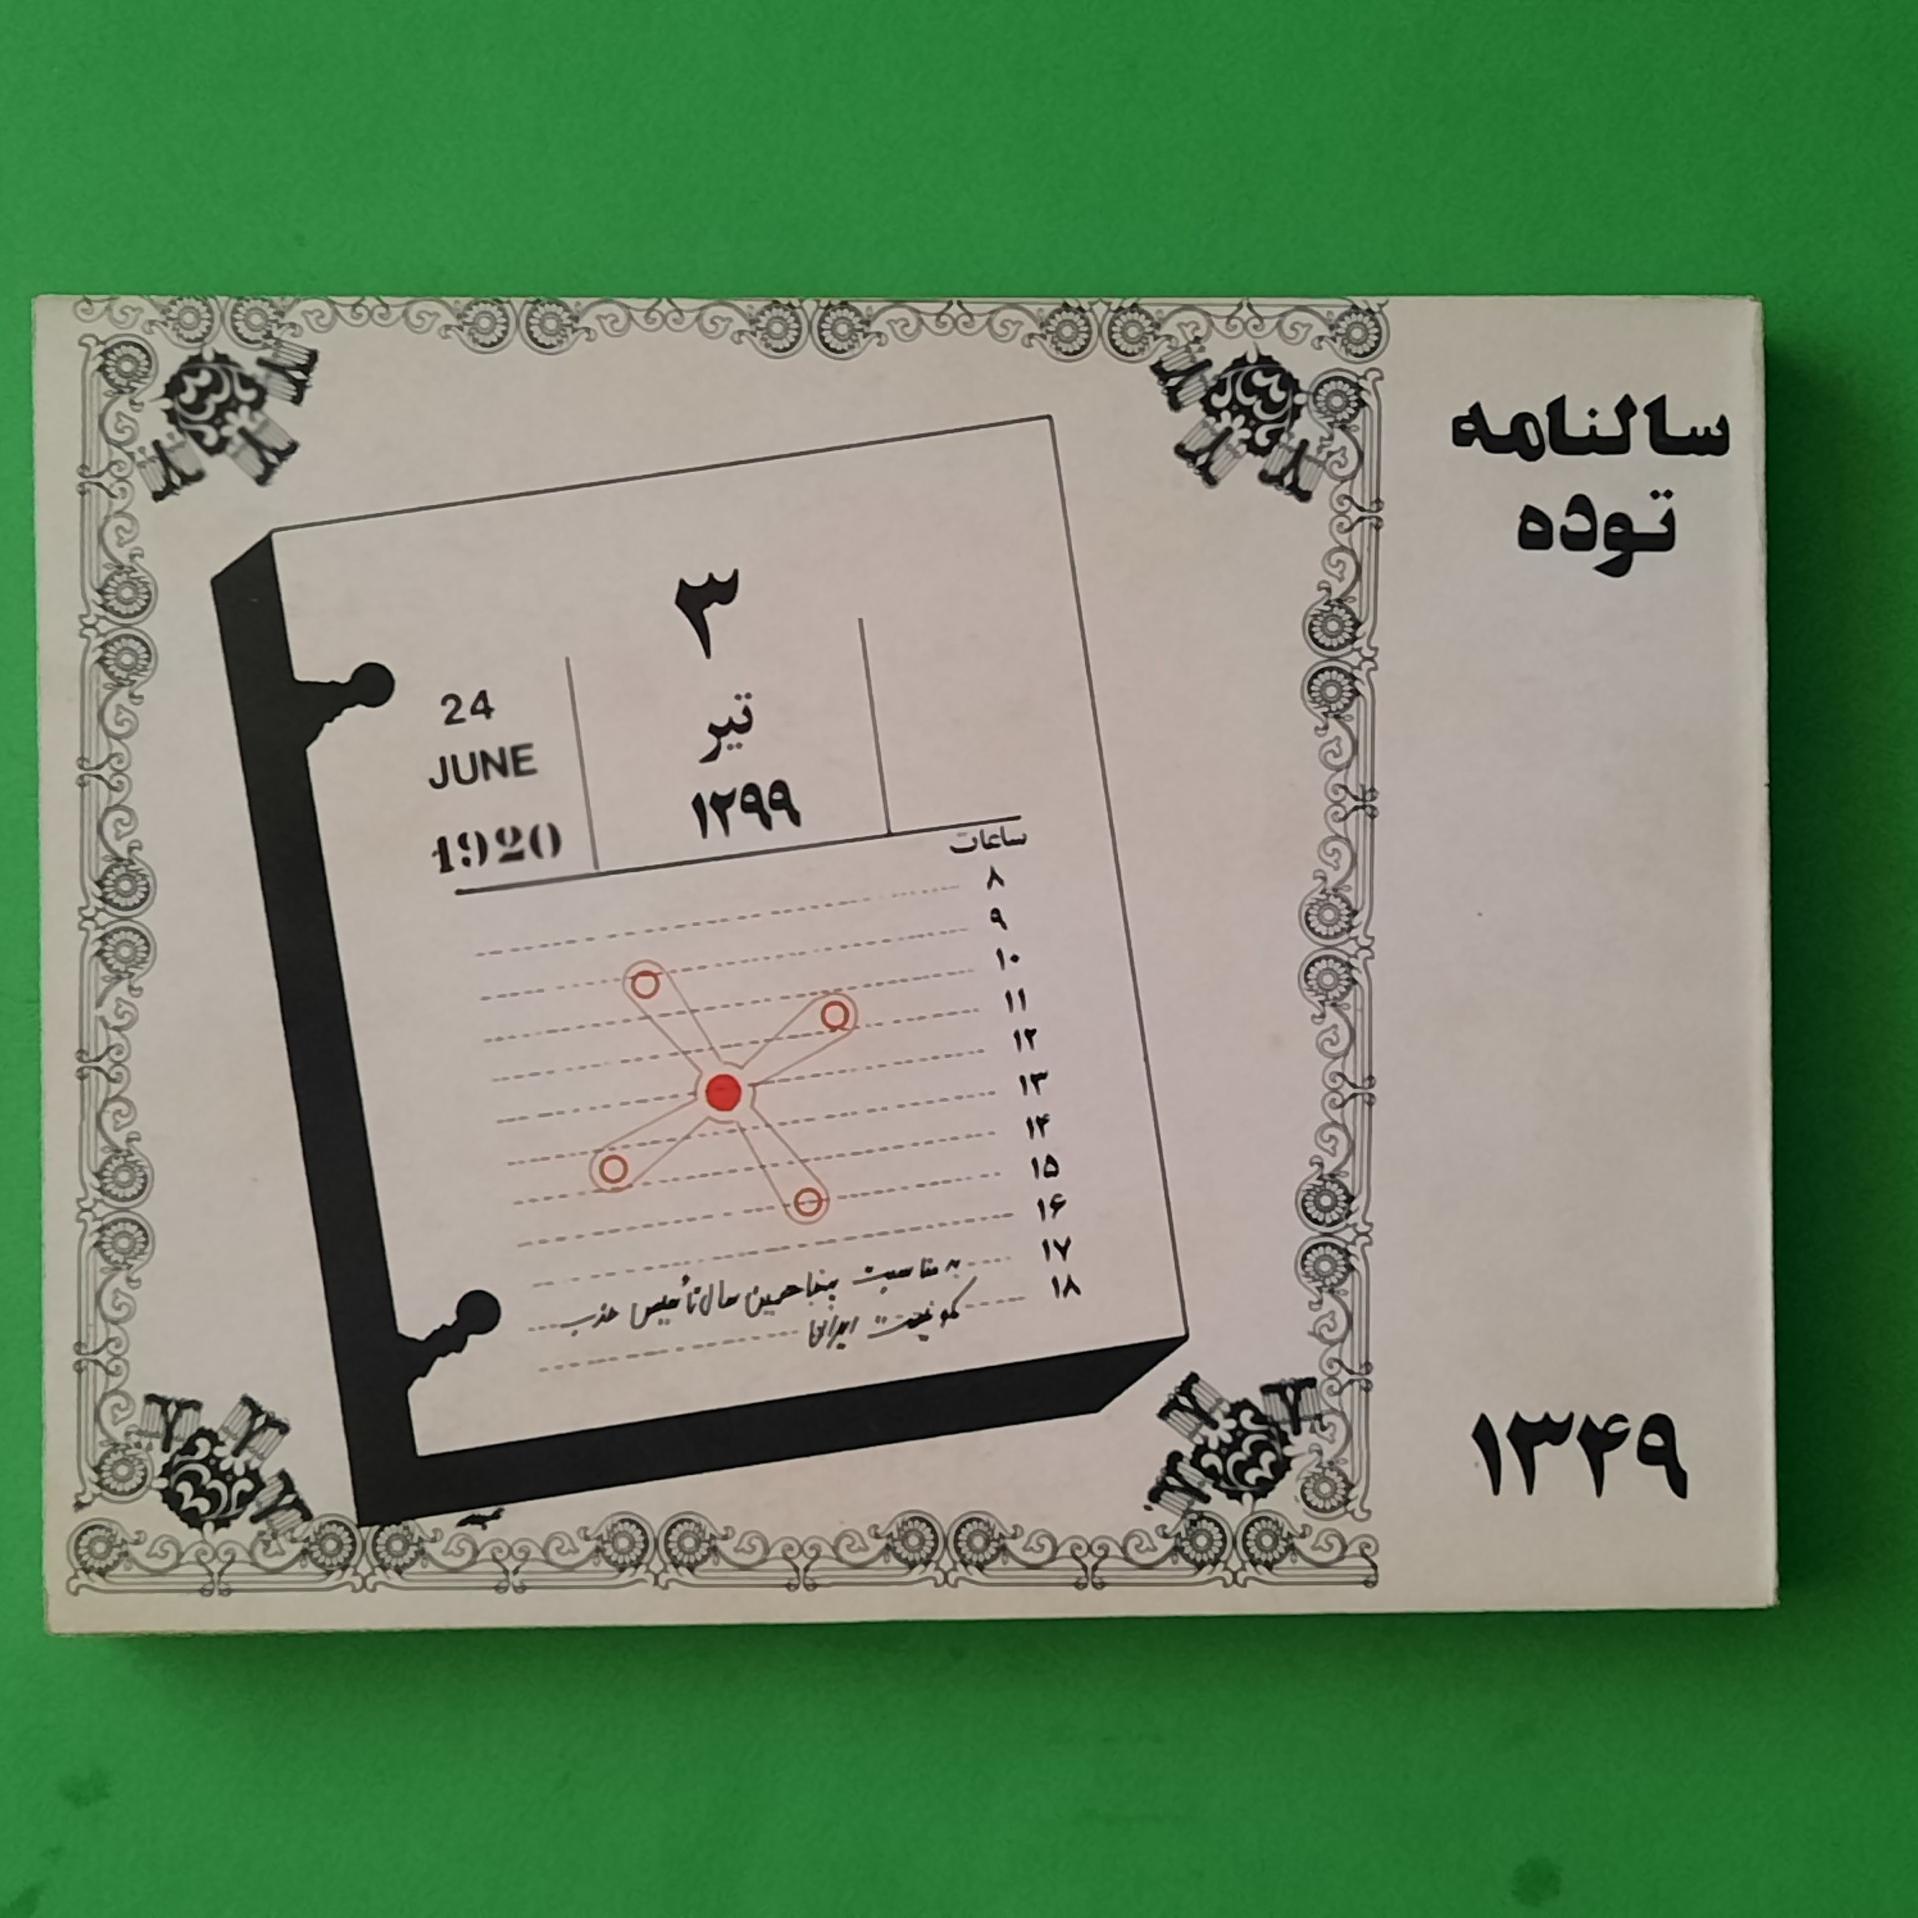 سالنامه
توده
۱۳۴۹
۳
تیر
۱۲۹۹
24
JUNE
1920
ساعات
۸
۹
۱۰
۱۱
۱۲
۱۳
۱۴
۱۵
۱۶
۱۷
۱۸
به مناسبت پنجاهمین سال تأسیس حزب
کمونیست ایران